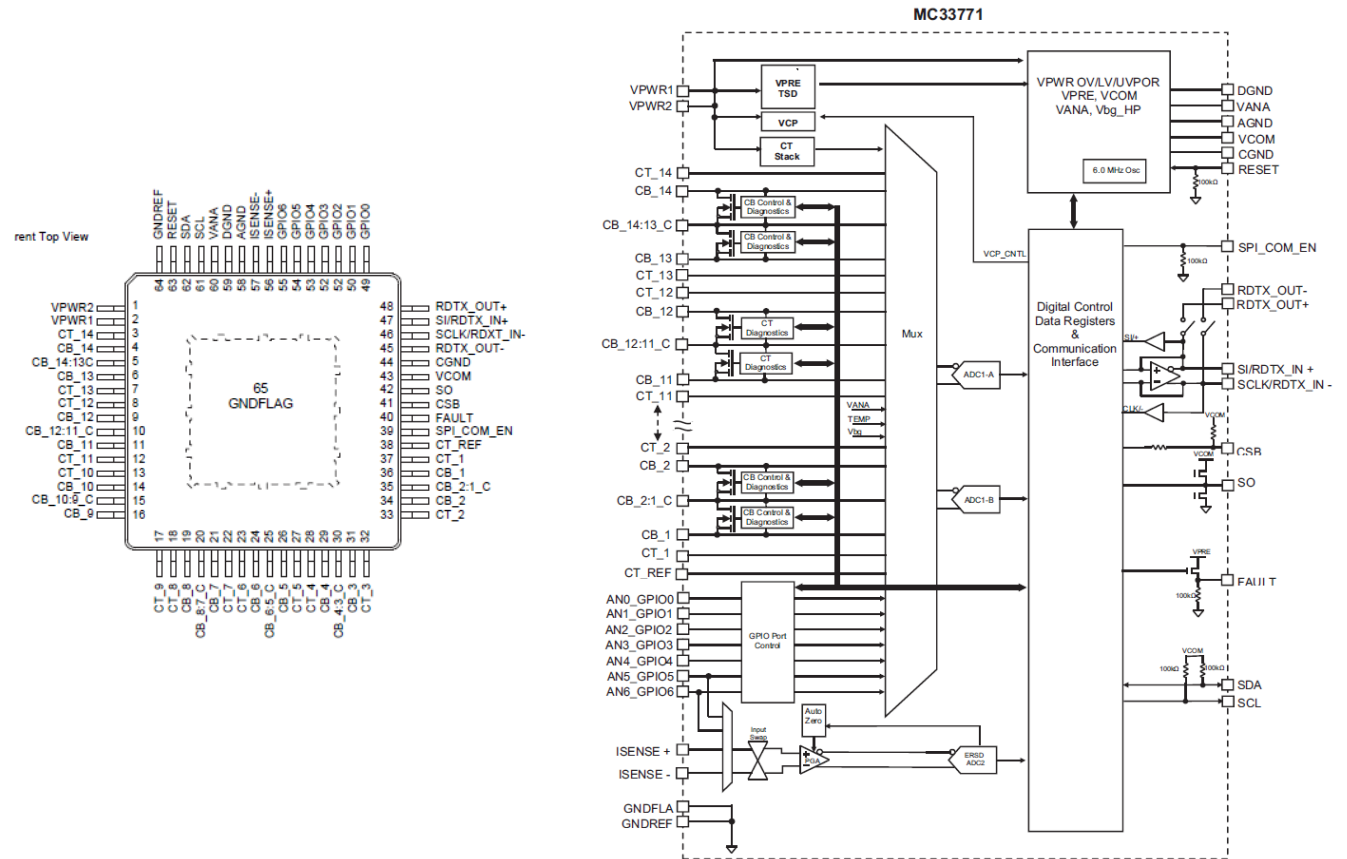 MC33771
rent Top View
GNDREF
RESET
SDA
SCL
VANA
DGND
AGND
ISENSE-
ISENSE+
GPIO6
GPIO5
GPIO4
GPIO3
GPIO2
GPIO1
GPIO0
64
63
62
61
60
59
58
57
56
55
54
53
52
52
50
49
VPWR2 1
VPWR1 2
CT_14 3
CB_14 4
CB_14:13C 5
CB_13 6
CT_13 7
CT_12 8
CB_12 9
CB_12:11_C 10
CB_11 11
CT_11 12
CT_10 13
CB_10 14
CB_10:9_C 15
CB_9 16
65
GNDFLAG
48 RDTX_OUT+
47 SI/RDTX_IN+
46 SCLK/RDXT_IN-
45 RDTX_OUT-
44 CGND
43 VCOM
42 SO
41 CSB
40 FAULT
39 SPI_COM_EN
38 CT_REF
37 CT_1
36 CB_1
35 CB_2:1_C
34 CB_2
33 CT_2
17
18
19
20
21
22
23
24
25
26
27
28
29
30
31
32
CT_9
CT_8
CB_8
CB_8:7_C
CB_7
CT_7
CT_6
CB_6
CB_6:5_C
CB_5
CT_5
CT_4
CB_4
CB_4:3_C
CB_3
CT_3
VPWR1
VPWR2
CT_14
CB_14
CB_14:13_C
CB_13
CT_13
CT_12
CB_12
CB_12:11_C
CB_11
CT_11
CT_2
CB_2
CB_2:1_C
CB_1
CT_1
CT_REF
AN0_GPIO0
AN1_GPIO1
AN2_GPIO2
AN3_GPIO3
AN4_GPIO4
AN5_GPIO5
AN6_GPIO6
ISENSE +
ISENSE -
GNDFLA
GNDREF
VPRE
TSD
VCP
CT
Stack
CB Control &
Diagnostics
CB Control &
Diagnostics
CT
Diagnostics
CT
Diagnostics
CB Control &
Diagnostics
CB Control &
Diagnostics
GPIO Port
Control
Mux
VANA
TEMP
Vbg
Auto
Zero
Input
Swap
PGA
ADC1-A
ADC1-B
ERSD
ADC2
VPWR OV/LV/UVPOR
VPRE, VCOM
VANA, Vbg_HP
6.0 MHz Osc
VCP_CNTL
Digital Control
Data Registers
&
Communication
Interface
DGND
VANA
AGND
VCOM
CGND
RESET
100kΩ
SPI_COM_EN
100kΩ
RDTX_OUT-
RDTX_OUT+
SI/+
SI/RDTX_IN +
SCLK/RDTX_IN -
CLK/-
VCOM
CSB
VCOM
SO
VPRE
FAULT
100kΩ
VCOM
100kΩ
100kΩ
SDA
SCL